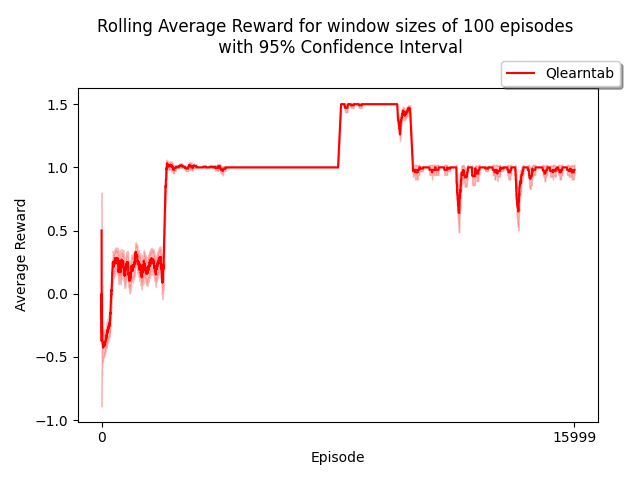 Rolling Average Reward for window sizes of 100 episodes
with 95% Confidence Interval
Qlearntab
1.5
1.0
0.5
0.0
−0.5
−1.0
Average Reward
0
15999
Episode